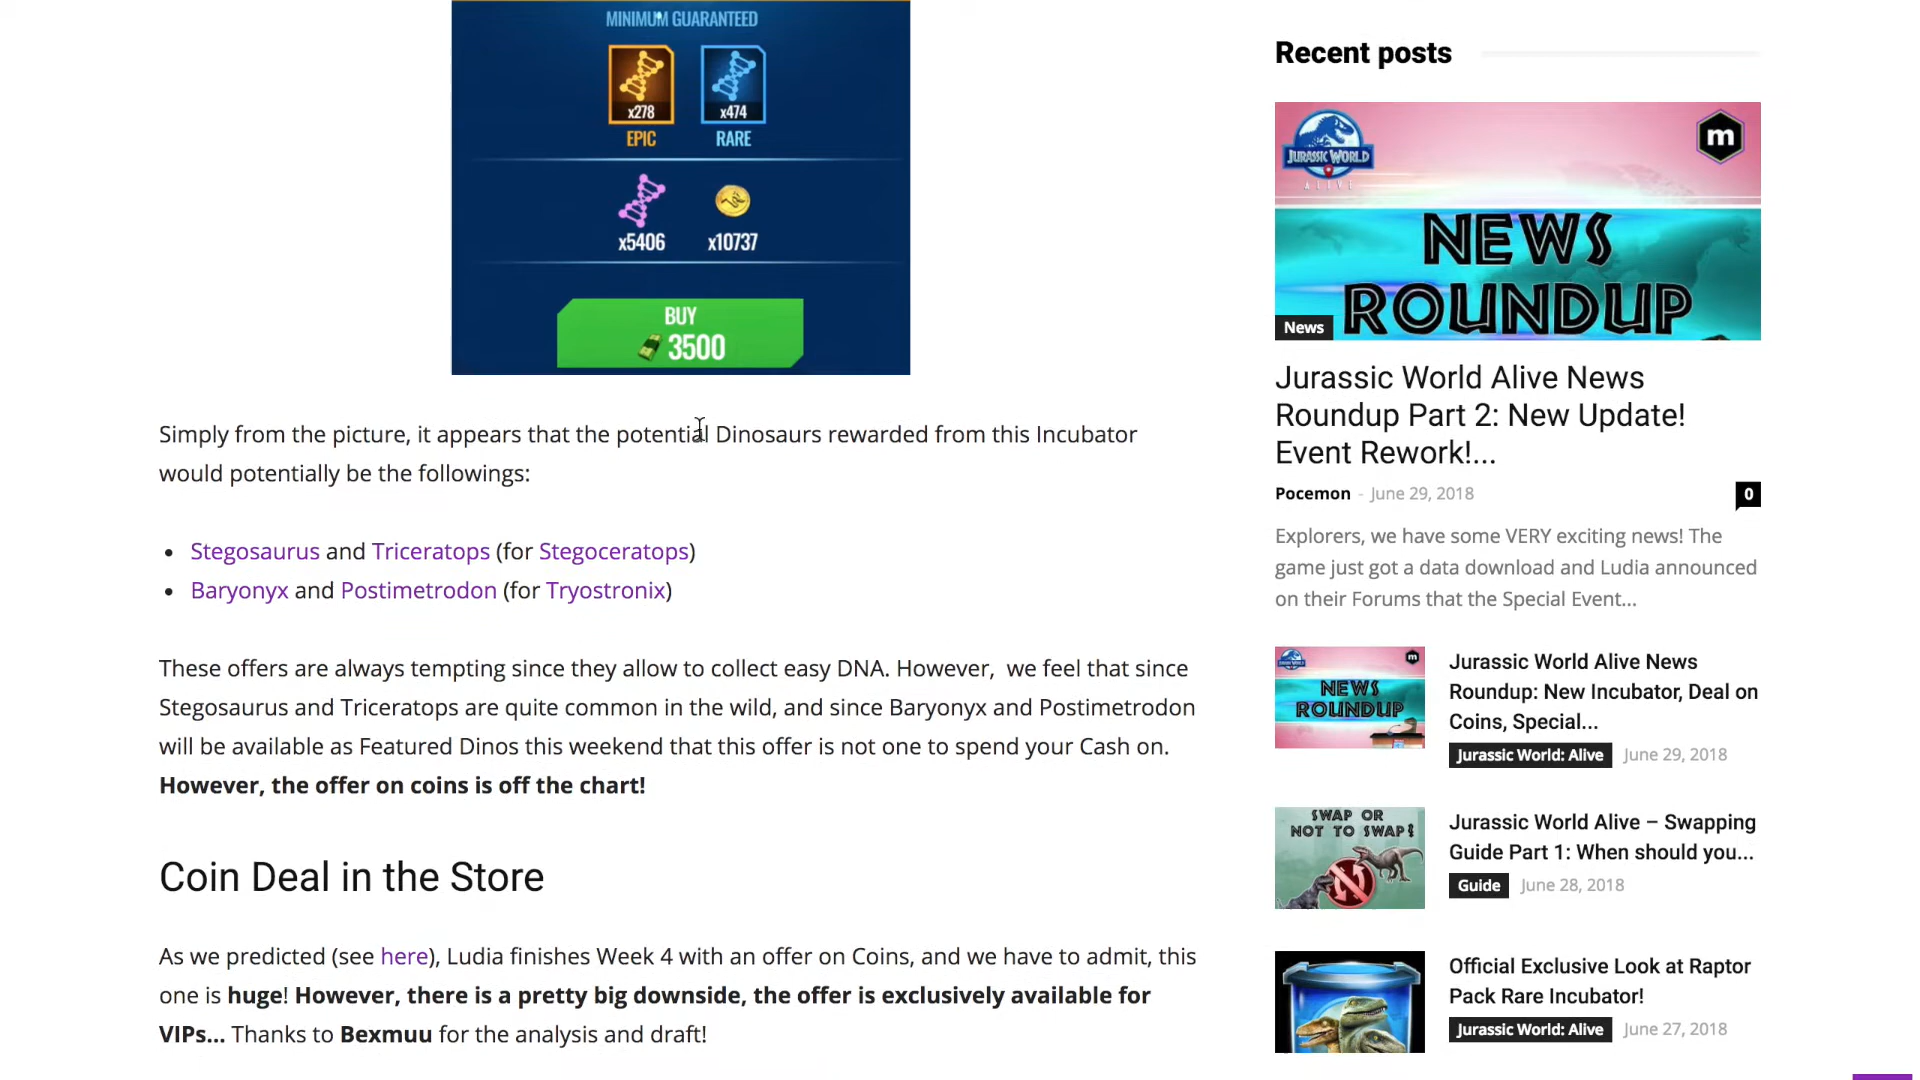 MINIMUM GUARANTEED
x278
x474
EPIC
RARE
x5406
x10737
BUY
3500
Simply from the picture, it appears that the potential Dinosaurs rewarded from this Incubator
would potentially be the followings:
• Stegosaurus and Triceratops (for Stegoceratops)
• Baryonyx and Postimetrodon (for Tryostronix)
These offers are always tempting since they allow to collect easy DNA. However, we feel that since
Stegosaurus and Triceratops are quite common in the wild, and since Baryonyx and Postimetrodon
will be available as Featured Dinos this weekend that this offer is not one to spend your Cash on.
However, the offer on coins is off the chart!
Coin Deal in the Store
As we predicted (see here), Ludia finishes Week 4 with an offer on Coins, and we have to admit, this
one is huge! However, there is a pretty big downside, the offer is exclusively available for
VIPs... Thanks to Bexmuu for the analysis and draft!
Recent posts
JURASSIC WORLD
ALIVE
m
NEWS
ROUNDUP
News
Jurassic World Alive News
Roundup Part 2: New Update!
Event Rework!...
Pocemon - June 29, 2018
0
Explorers, we have some VERY exciting news! The
game just got a data download and Ludia announced
on their Forums that the Special Event...
m
NEWS
ROUNDUP
Jurassic World Alive News
Roundup: New Incubator, Deal on
Coins, Special...
Jurassic World: Alive June 29, 2018
SWAP OR
NOT TO SWAP?
Jurassic World Alive – Swapping
Guide Part 1: When should you...
Guide June 28, 2018
Official Exclusive Look at Raptor
Pack Rare Incubator!
Jurassic World: Alive June 27, 2018